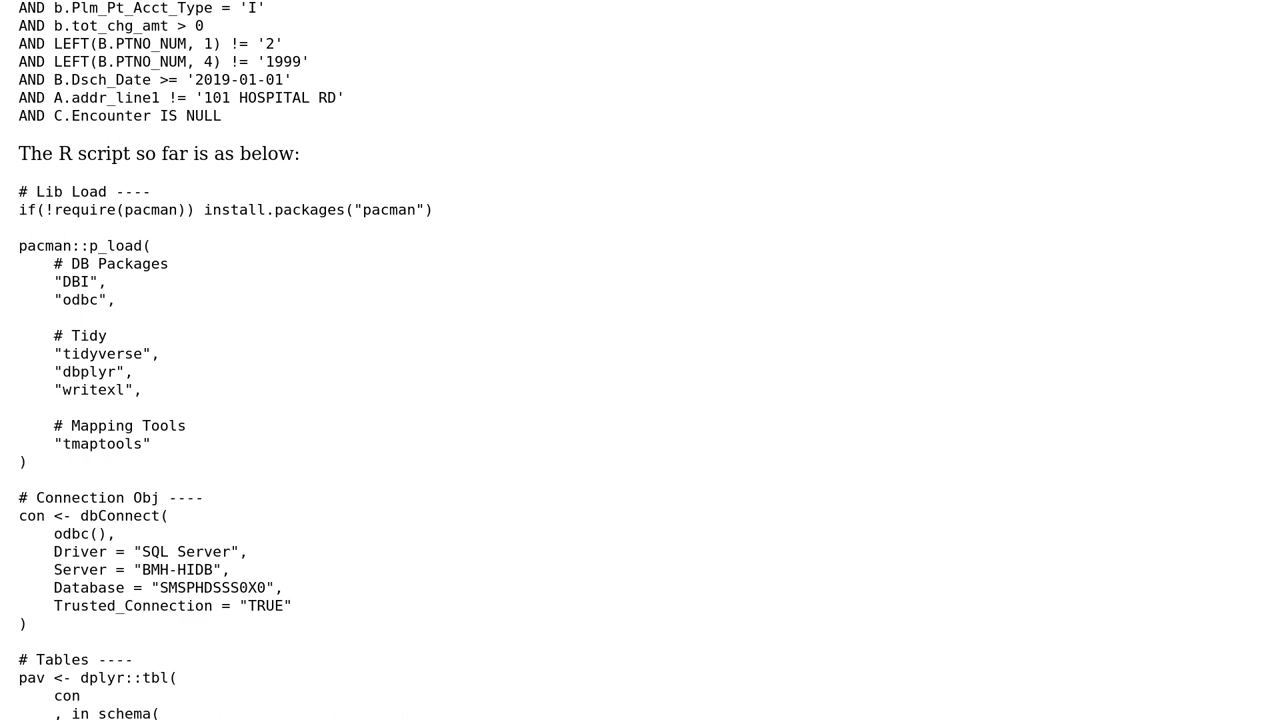 AND b.Plm_Pt_Acct_Type = 'I'
AND b.tot_chg_amt > 0
AND LEFT(B.PTNO_NUM, 1) != '2'
AND LEFT(B.PTNO_NUM, 4) != '1999'
AND B.Dsch_Date >= '2019-01-01'
AND A.addr_line1 != '101 HOSPITAL RD'
AND C.Encounter IS NULL
The R script so far is as below:
# Lib Load ----
if(!require(pacman)) install.packages("pacman")
pacman::p_load(
    # DB Packages
    "DBI",
    "odbc",
    # Tidy
    "tidyverse",
    "dbplyr",
    "writexl",
    # Mapping Tools
    "tmaptools"
)
# Connection Obj ----
con <- dbConnect(
    odbc(),
    Driver = "SQL Server",
    Server = "BMH-HIDB",
    Database = "SMSPHDSSS0X0",
    Trusted_Connection = "TRUE"
)
# Tables ----
pav <- dplyr::tbl(
    con
    , in_schema(